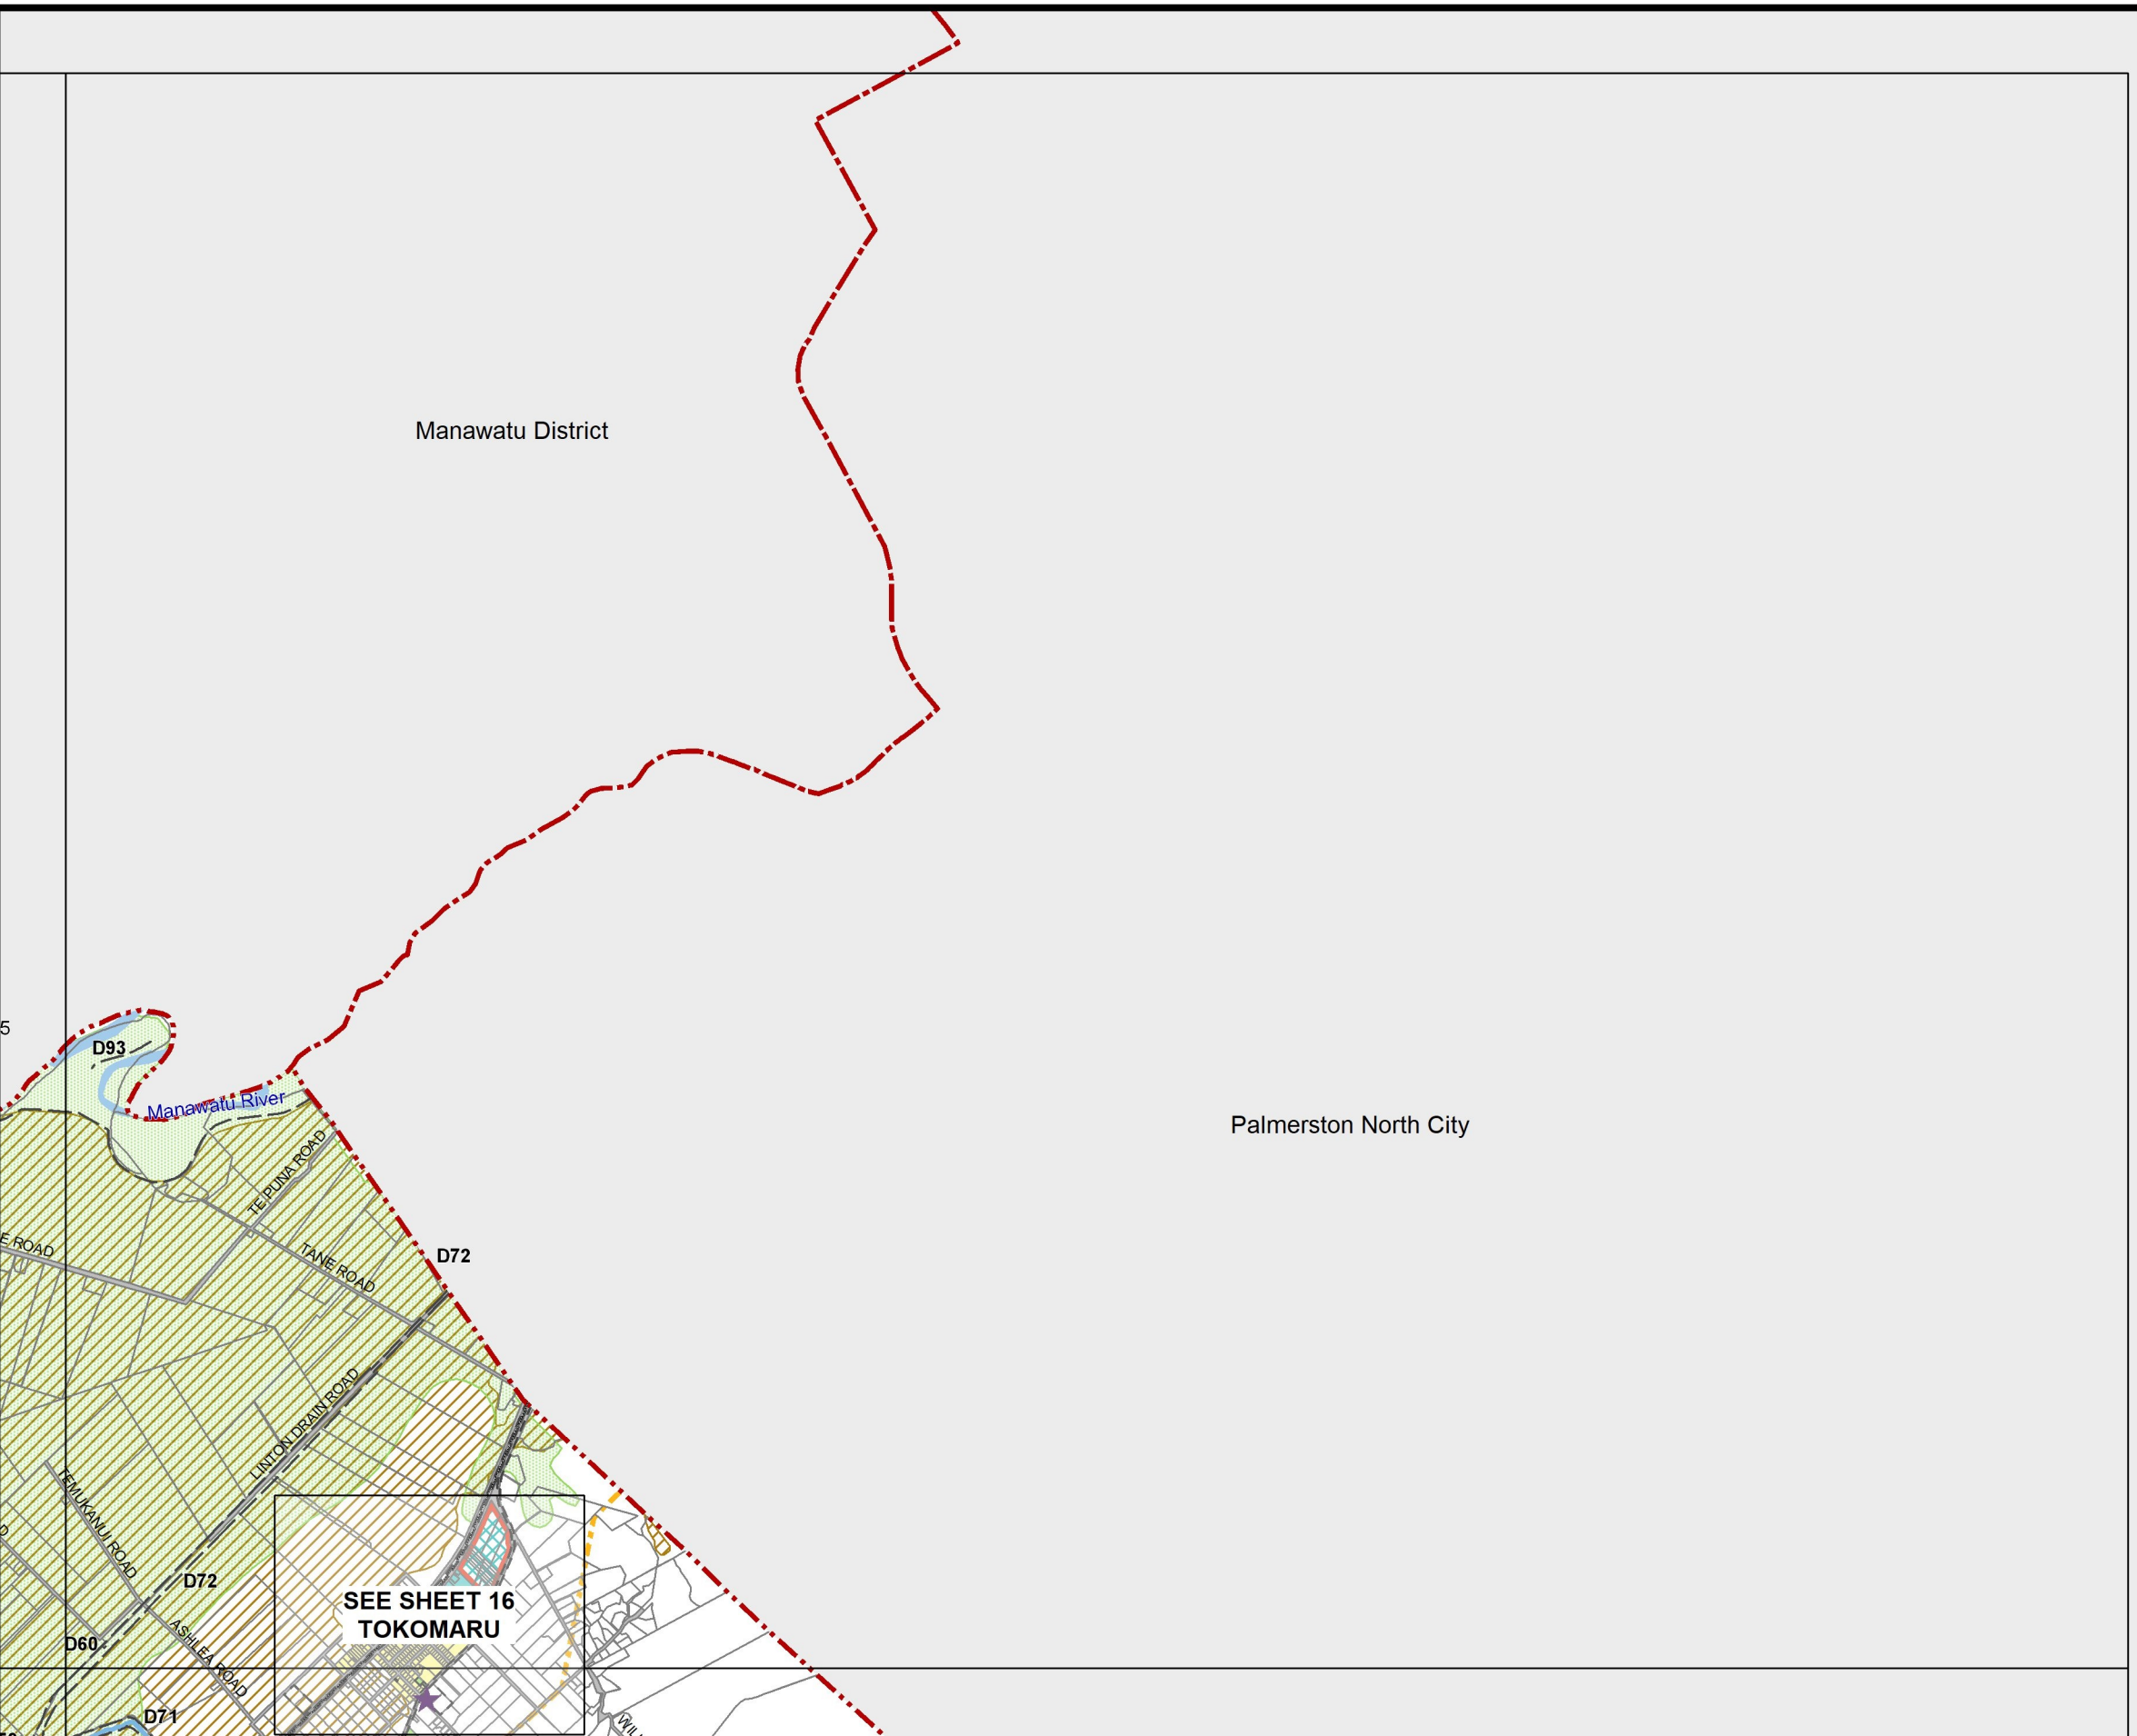 Manawatu District
5
D93
Manawatu River
Palmerston North City
TE PUNA ROAD
E ROAD
TANE ROAD
D72
LINTON DRAIN ROAD
TEMUKANUI ROAD
D
D72
SEE SHEET 16
TOKOMARU
D60
ASHLEA ROAD
D71